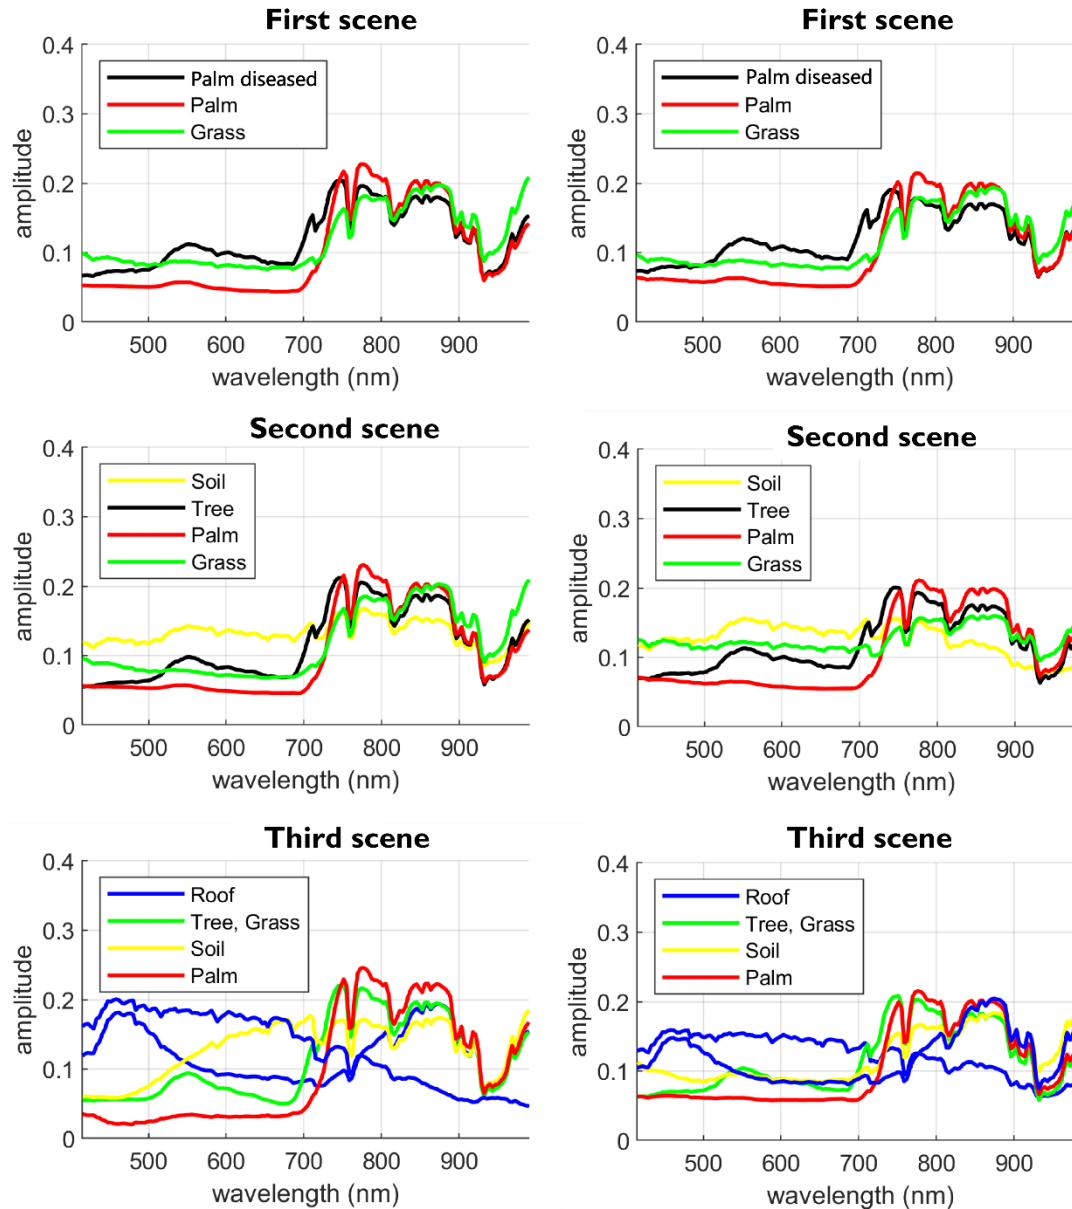 First scene
0.4
0.3
0.2
0.1
0
amplitude
Palm diseased
Palm
Grass
500 600 700 800 900
wavelength (nm)
First scene
0.4
0.3
0.2
0.1
0
amplitude
Palm diseased
Palm
Grass
500 600 700 800 900
wavelength (nm)
Second scene
0.4
0.3
0.2
0.1
0
amplitude
Soil
Tree
Palm
Grass
500 600 700 800 900
wavelength (nm)
Second scene
0.4
0.3
0.2
0.1
0
amplitude
Soil
Tree
Palm
Grass
500 600 700 800 900
wavelength (nm)
Third scene
0.4
0.3
0.2
0.1
0
amplitude
Roof
Tree, Grass
Soil
Palm
500 600 700 800 900
wavelength (nm)
Third scene
0.4
0.3
0.2
0.1
0
amplitude
Roof
Tree, Grass
Soil
Palm
500 600 700 800 900
wavelength (nm)